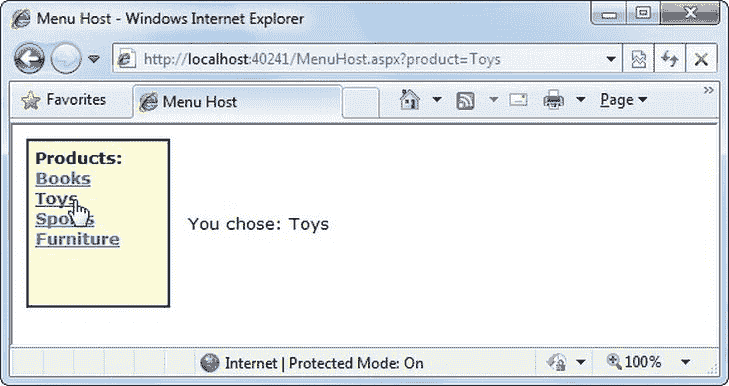 Menu Host - Windows Internet Explorer
http://localhost:40241/MenuHost.aspx?product=Toys
Favorites
Menu Host
Page
»
Products:
Books
Toys
Sports
Furniture
You chose: Toys
Internet | Protected Mode: On
100%